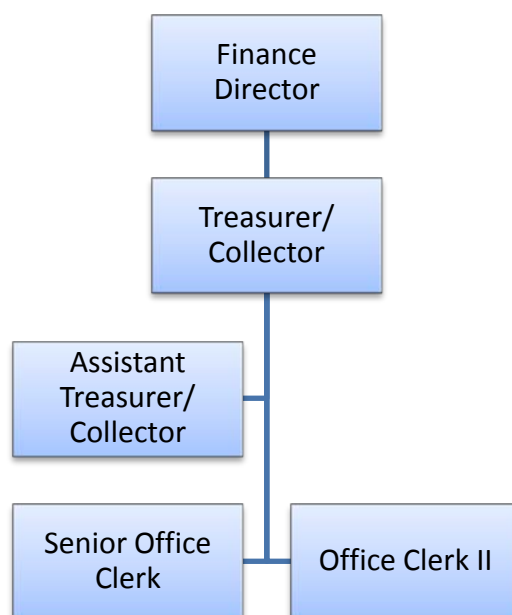 Finance
Director
Treasurer/
Collector
Assistant
Treasurer/
Collector
Senior Office
Clerk
Office Clerk II